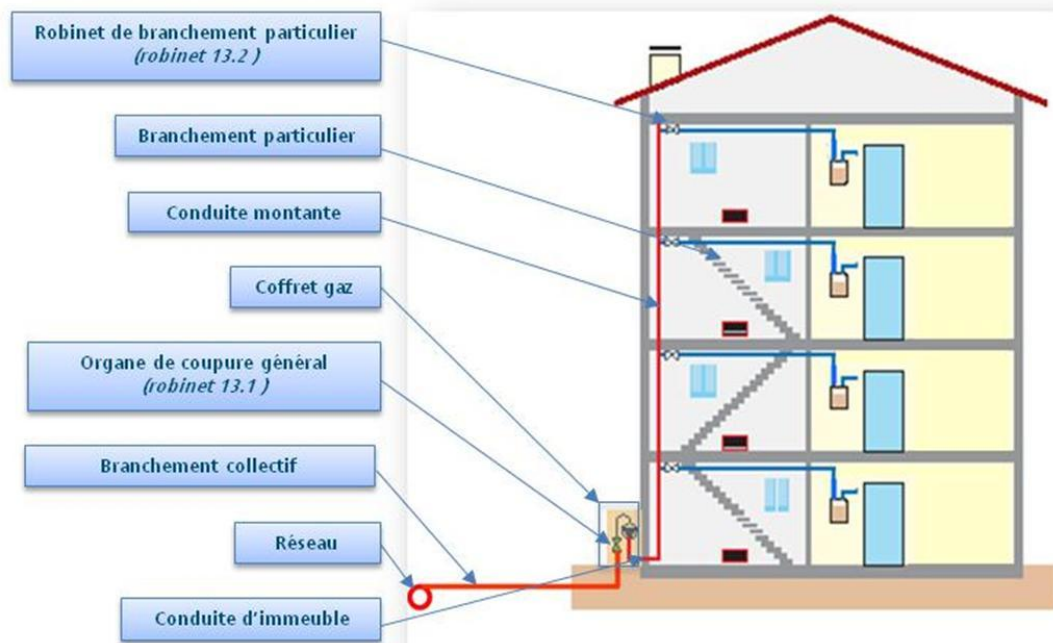 Robinet de branchement particulier
(robinet 13.2 )
Branchement particulier
Conduite montante
Coffret gaz
Organe de coupure général
(robinet 13.1 )
Branchement collectif
Réseau
Conduite d'immeuble